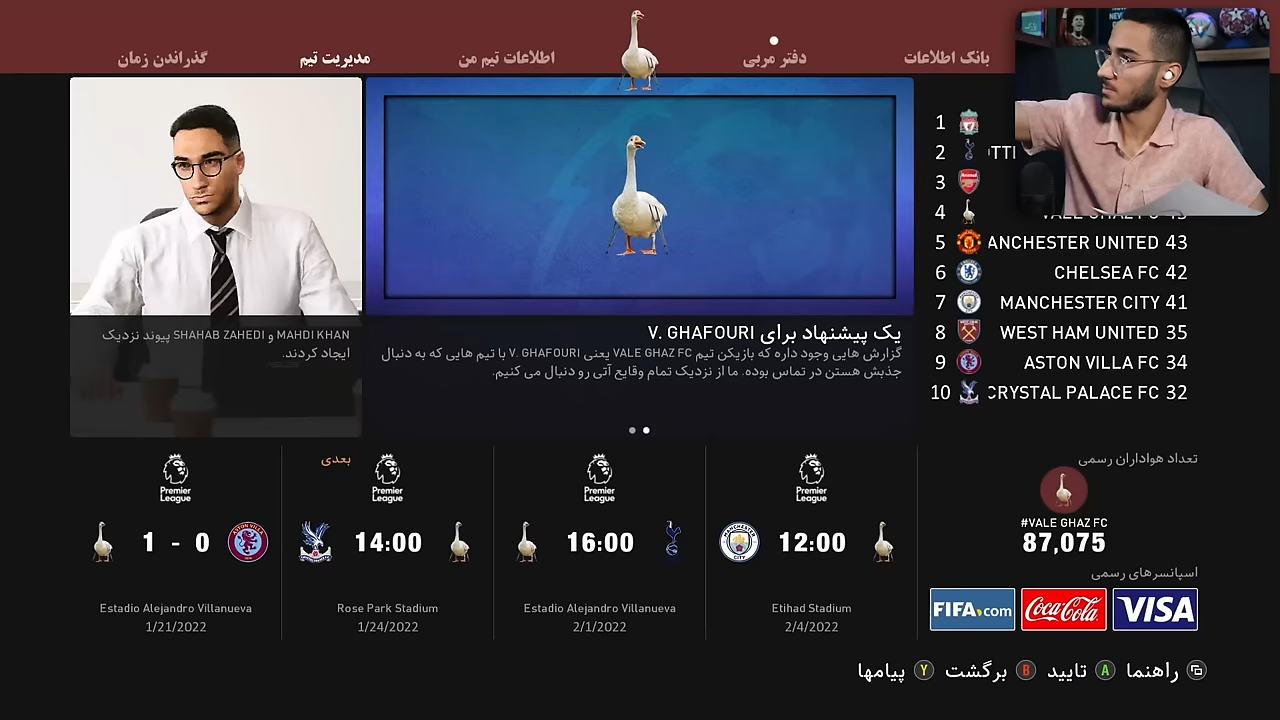 گذراندن زمان
مدیریت تیم
اطلاعات تیم من
دفتر مربی
بانک اطلاعات
MAHDI KHAN و SHAHAB ZAHEDI پیوند نزدیک
ایجاد کردند.
یک پیشنهاد برای V. GHAFOURI
گزارش هایی وجود داره که بازیکن تیم VALE GHAZ FC یعنی V. GHAFOURI با تیم هایی که به دنبال
جذبش هستن در تماس بوده. ما از نزدیک تمام وقایع آتی رو دنبال می کنیم.
1
2 OTTI
3
4 VALE GHAZ FC 45
5 ANCHESTER UNITED 43
6 CHELSEA FC 42
7 MANCHESTER CITY 41
8 WEST HAM UNITED 35
9 ASTON VILLA FC 34
10 CRYSTAL PALACE FC 32
Premier League
1 - 0
ASTON VILLA
Estadio Alejandro Villanueva
1/21/2022
بعدی
Premier League
14:00
Rose Park Stadium
1/24/2022
Premier League
16:00
Estadio Alejandro Villanueva
2/1/2022
Premier League
12:00
Etihad Stadium
2/4/2022
تعداد هواداران رسمی
#VALE GHAZ FC
87,075
اسپانسرهای رسمی
FIFA.com
Coca-Cola
VISA
راهنما
A تایید
B برگشت
Y پیامها